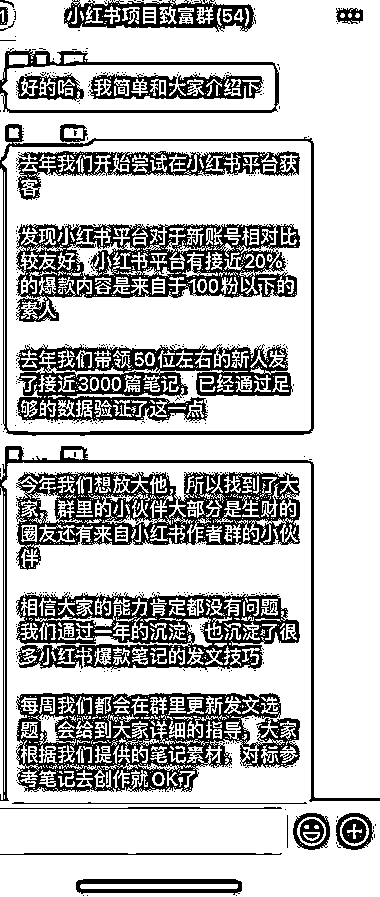 小红书项目致富群(54)
好的哈，我简单和大家介绍下
去年我们开始尝试在小红书平台获
客
发现小红书平台对于新账号相对比
较友好，小红书平台有接近20%
的爆款内容是来自于100粉以下的
素人
去年我们带领50位左右的新人发
了接近3000篇笔记，已经通过足
够的数据验证了这一点
今年我们想放大他，所以找到了大
家，群里的小伙伴大部分是生财的
圈友还有来自小红书作者群的小伙
伴
相信大家的能力肯定都没有问题，
我们通过一年的沉淀，也沉淀了很
多小红书爆款笔记的发文技巧
每周我们都会在群里更新发文选
题，会给到大家详细的指导，大家
根据我们提供的笔记素材，对标参
考笔记去创作就OK了